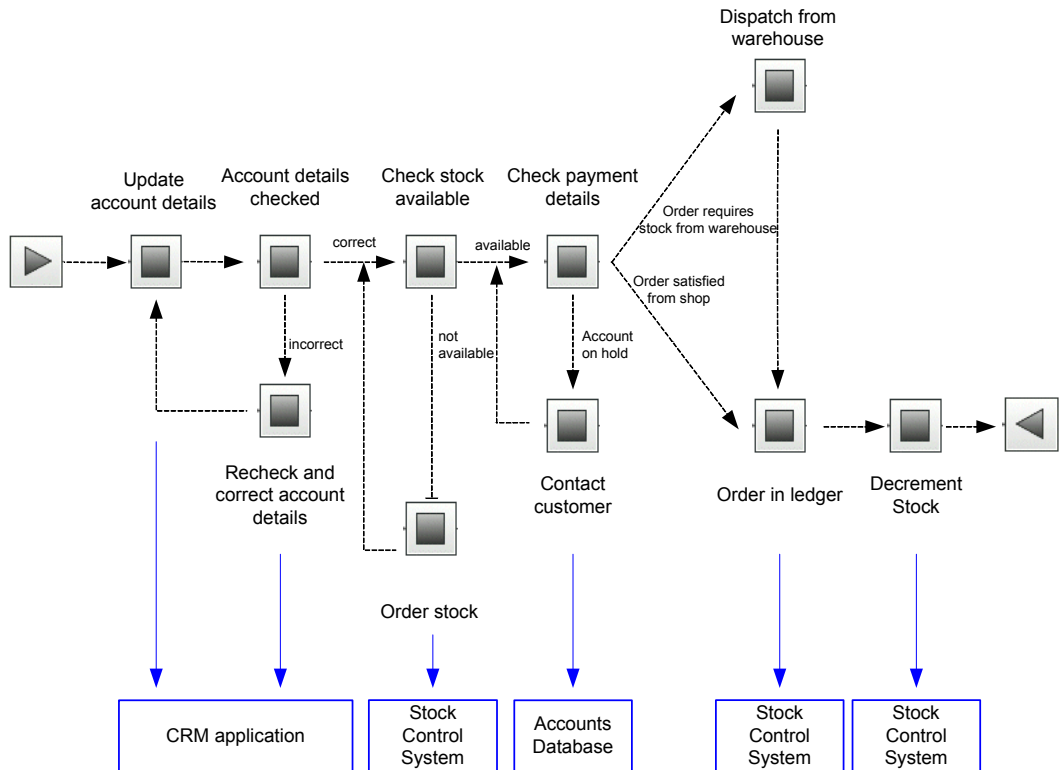 Dispatch from
warehouse
Update
account details
Account details
checked
Check stock
available
Check payment
details
correct
available
Order requires
stock from warehouse
Order satisfied
from shop
incorrect
not
available
Account
on hold
Recheck and
correct account
details
Contact
customer
Order in ledger
Decrement
Stock
Order stock
CRM application
Stock
Control
System
Accounts
Database
Stock
Control
System
Stock
Control
System